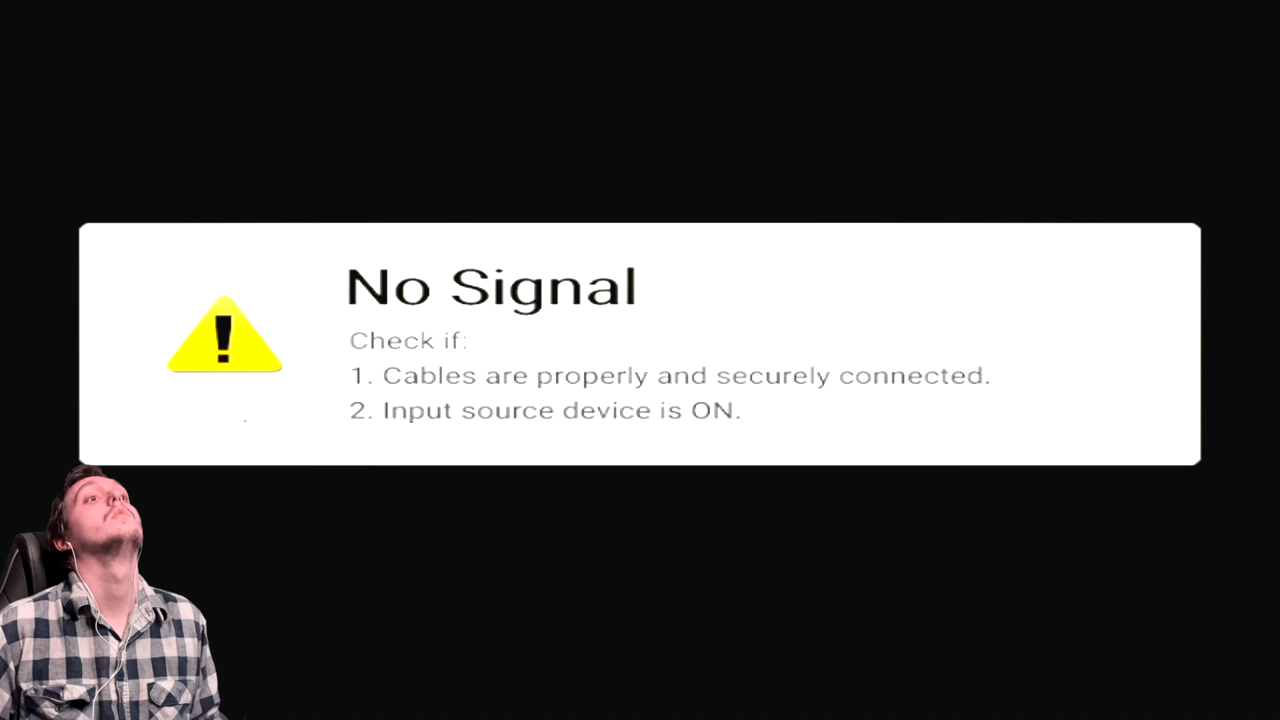 No Signal
Check if:
1. Cables are properly and securely connected.
2. Input source device is ON.